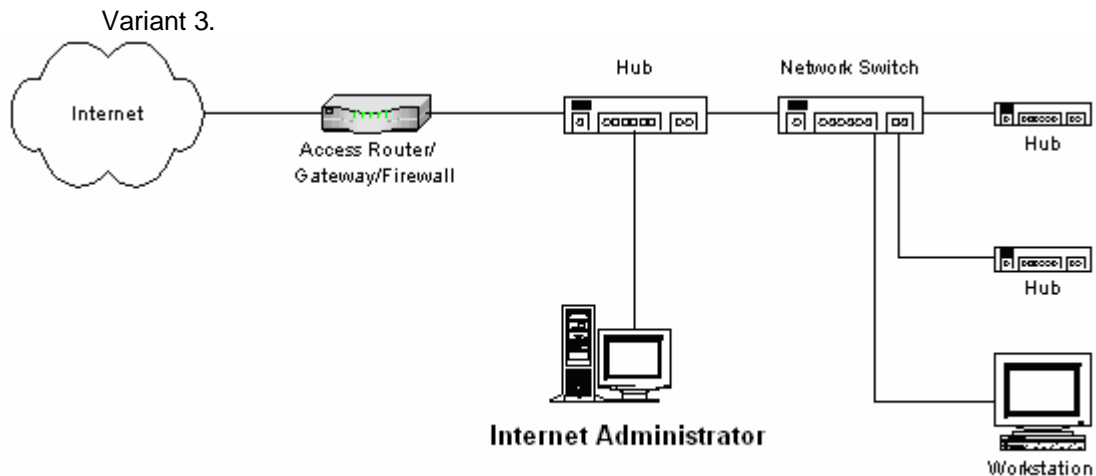 Variant 3.
Internet
Access Router/
Gateway/Firewall
Hub
Network Switch
Hub
Hub
Internet Administrator
Workstation